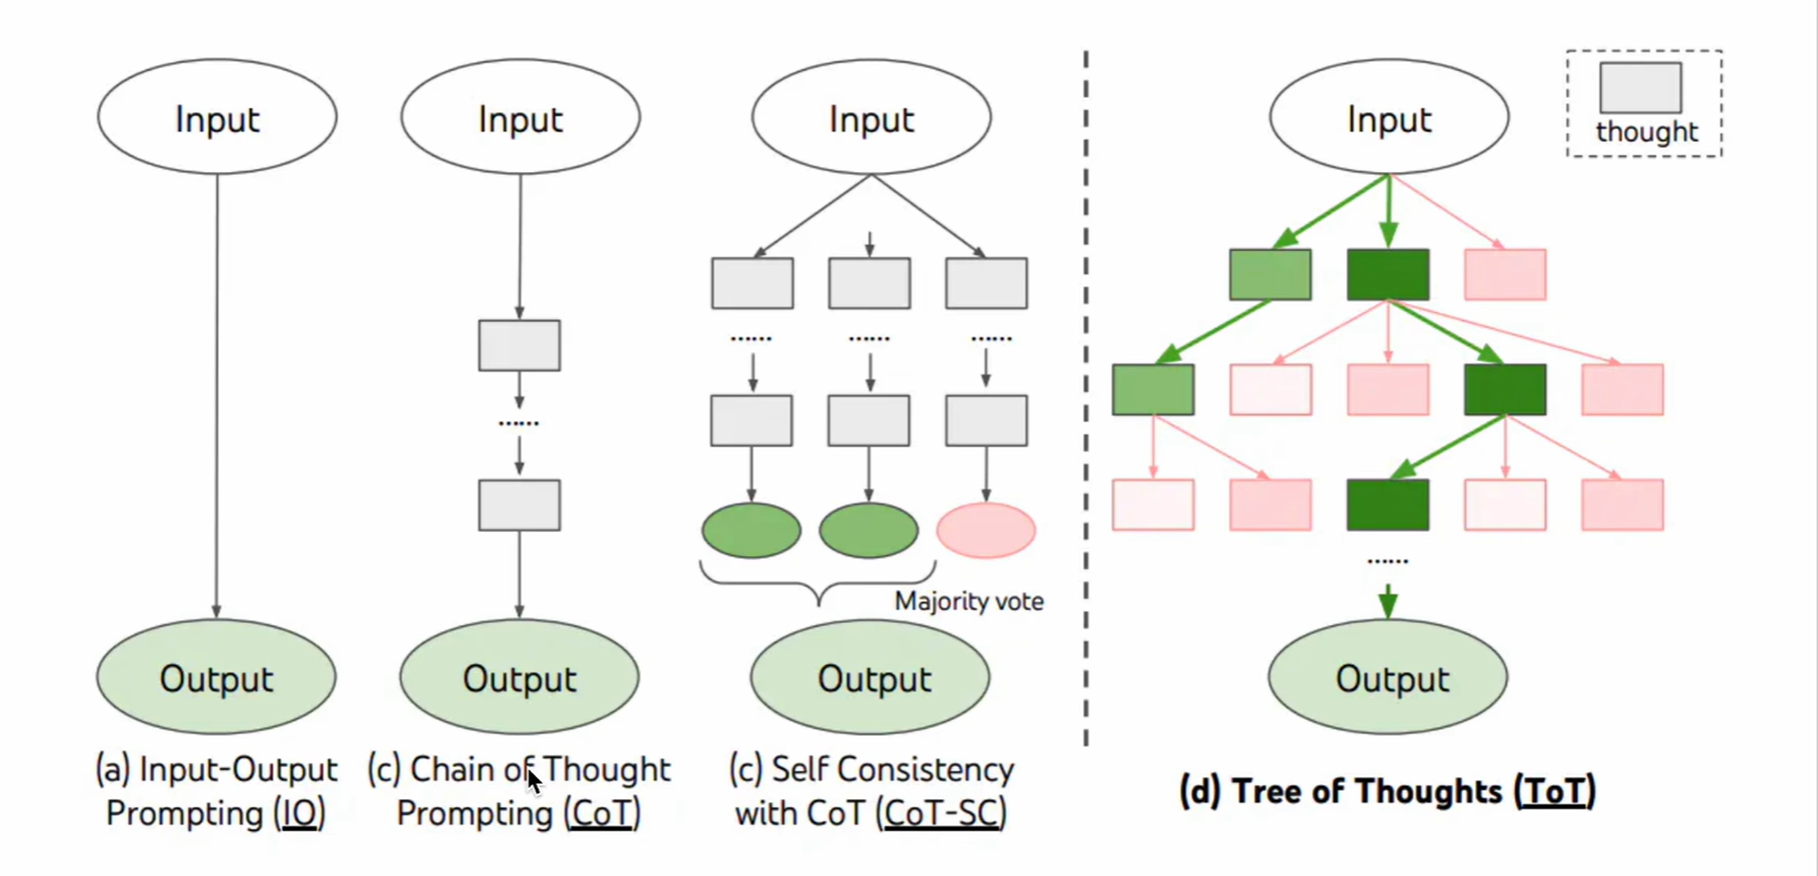 Input
Input
Input
Input
thought
......
......
......
......
......
Majority vote
Output
Output
Output
Output
(a) Input-Output
Prompting (IO)
(c) Chain of Thought
Prompting (CoT)
(c) Self Consistency
with CoT (CoT-SC)
(d) Tree of Thoughts (ToT)